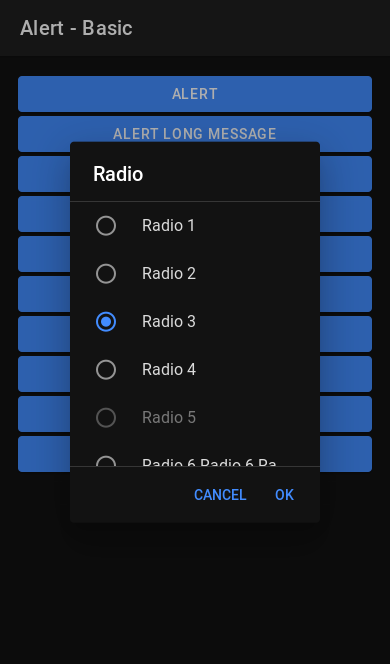 Alert - Basic
ALERT
ALERT LONG MESSAGE
Radio
Radio 1
Radio 2
Radio 3
Radio 4
Radio 5
Radio 6 Radio 6 Ra...
CANCEL
OK